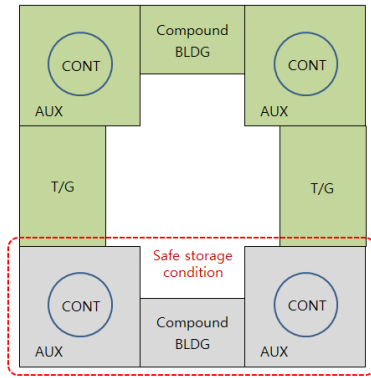 Compound
BLDG
CONT
CONT
AUX
AUX
T/G
T/G
Safe storage
condition
CONT
CONT
Compound
BLDG
AUX
AUX